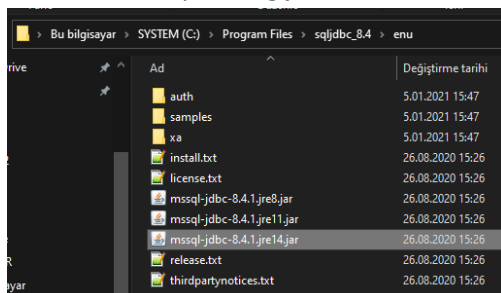 Bu bilgisayar > SYSTEM (C:) > Program Files > sqljdbc_8.4 > enu
rive
Ad Değiştirme tarihi
auth 5.01.2021 15:47
samples 5.01.2021 15:47
xa 5.01.2021 15:47
install.txt 26.08.2020 15:26
license.txt 26.08.2020 15:26
mssql-jdbc-8.4.1.jre8.jar 26.08.2020 15:26
mssql-jdbc-8.4.1.jre11.jar 26.08.2020 15:26
mssql-jdbc-8.4.1.jre14.jar 26.08.2020 15:26
R release.txt 26.08.2020 15:26
ayar thirdpartynotices.txt 26.08.2020 15:26